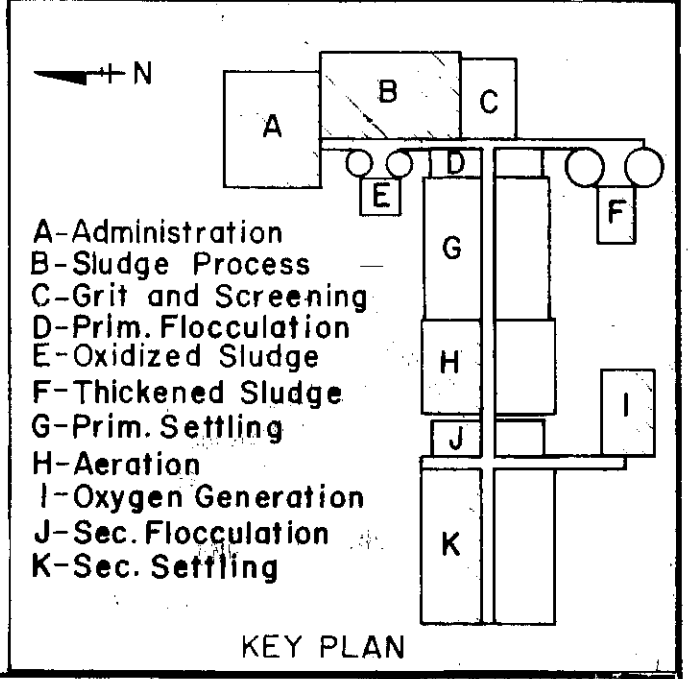 N
A
B
C
D
E
F
G
H
I
J
K
A-Administration
B-Sludge Process
C-Grit and Screening
D-Prim. Flocculation
E-Oxidized Sludge
F-Thickened Sludge
G-Prim. Settling
H-Aeration
I-Oxygen Generation
J-Sec. Flocculation
K-Sec. Settling
KEY PLAN